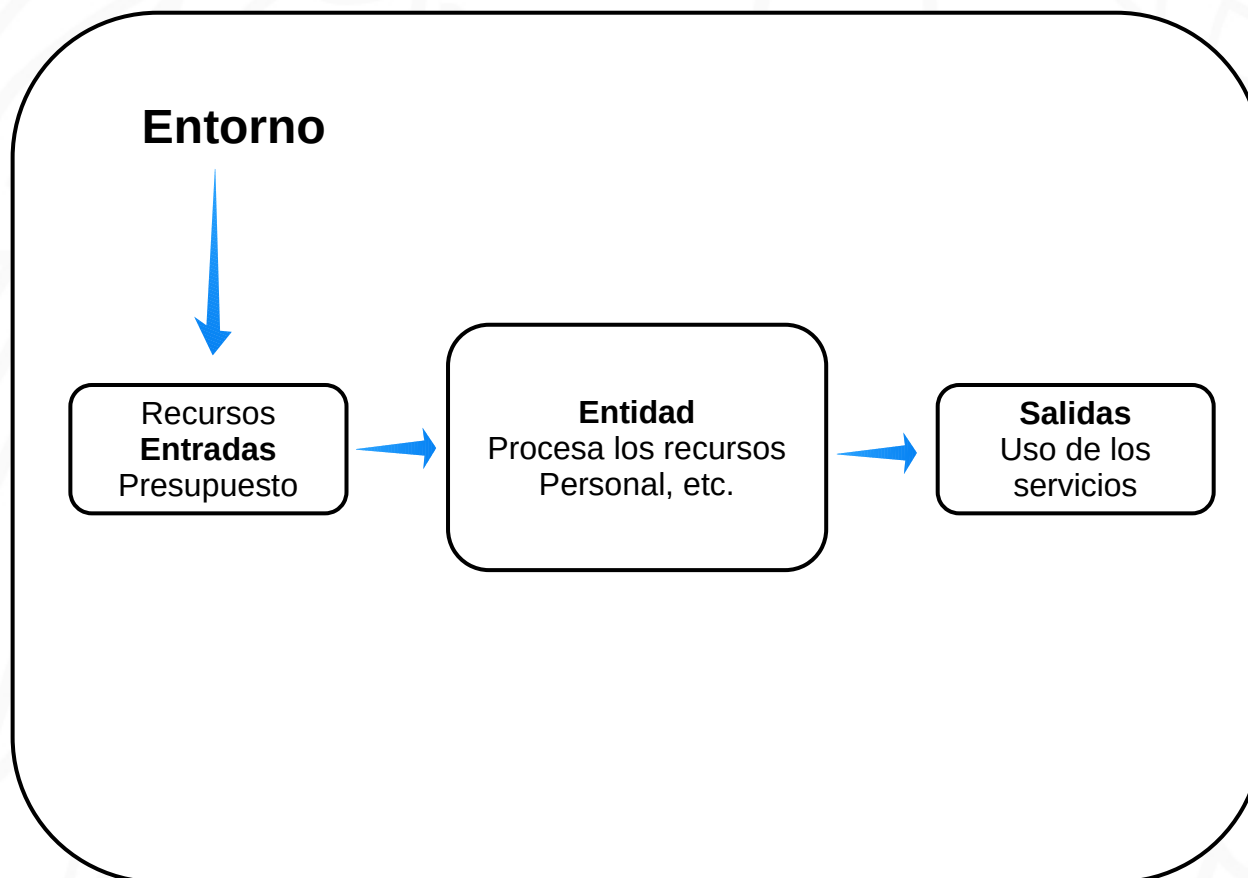 Entorno
Recursos
Entradas
Presupuesto
Entidad
Procesa los recursos
Personal, etc.
Salidas
Uso de los
servicios